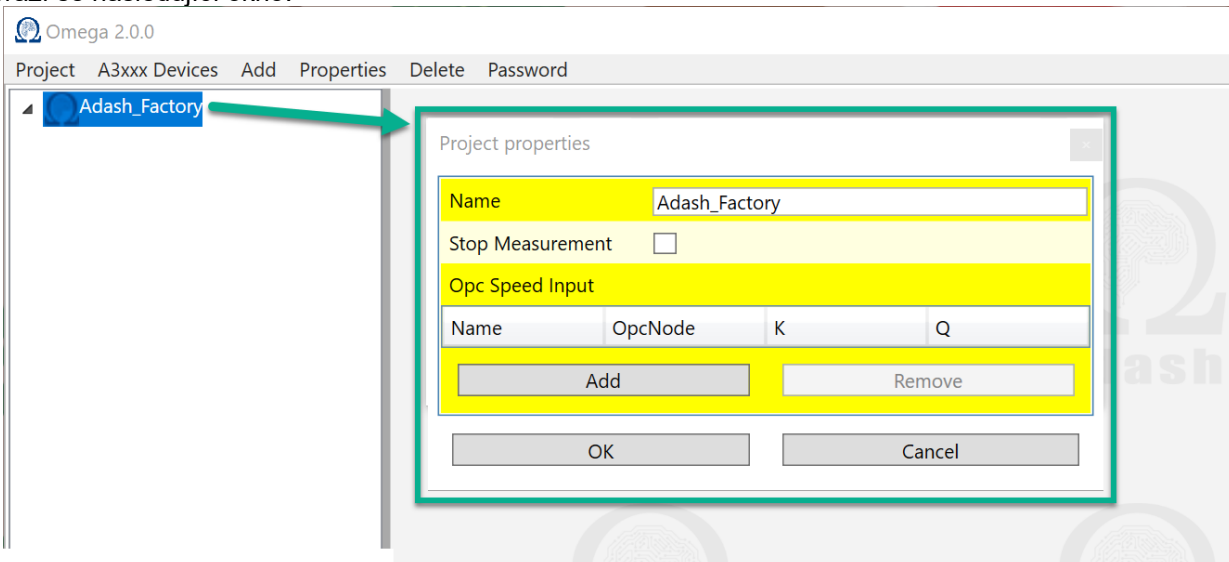 Omega 2.0.0
Project A3xxx Devices Add Properties Delete Password
Adash_Factory
Project properties
Name Adash_Factory
Stop Measurement
Opc Speed Input
Name OpcNode K Q
Add Remove
OK Cancel
ash